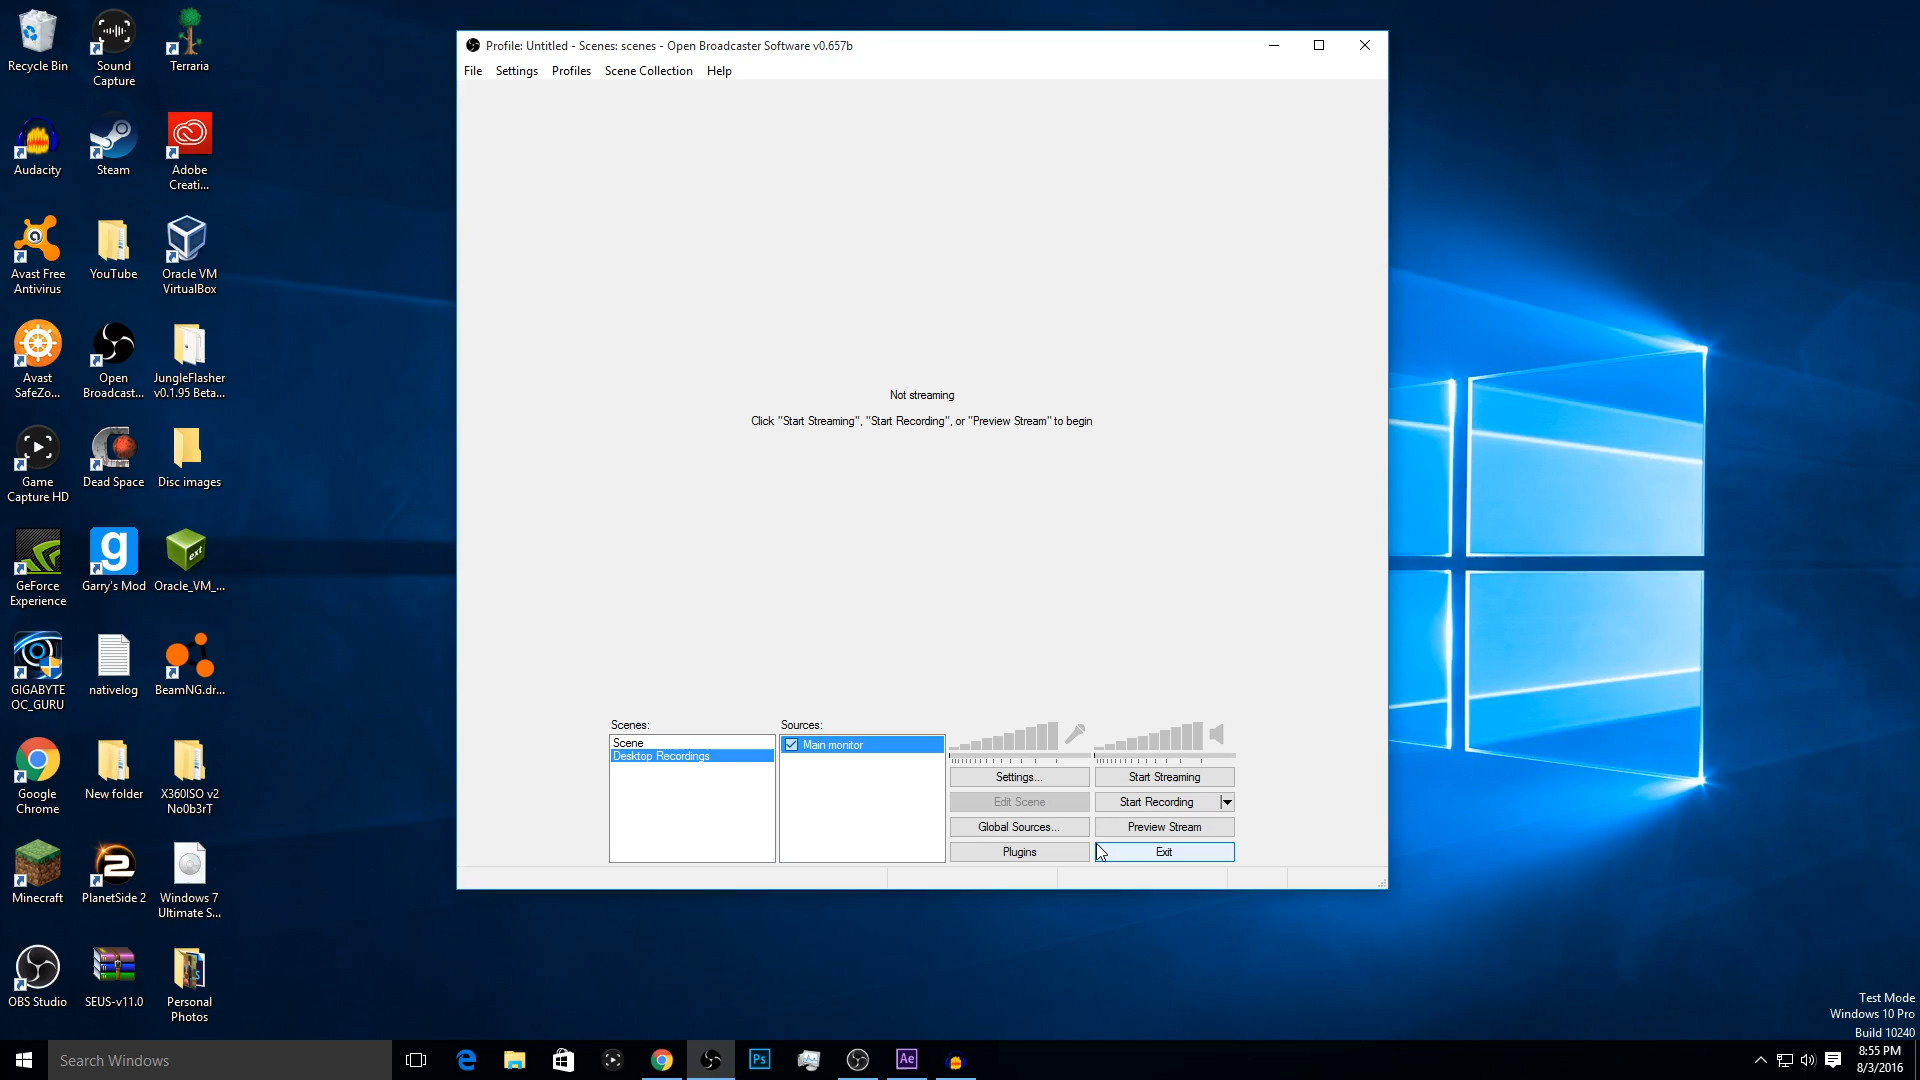 Recycle Bin
Sound
Capture
Terraria
Audacity
Steam
Adobe
Creati...
Avast Free
Antivirus
YouTube
Oracle VM
VirtualBox
Avast
SafeZo...
Open
Broadcast...
JungleFlasher
v0.1.95 Beta...
Game
Capture HD
Dead Space
Disc images
GeForce
Experience
Garry's Mod
Oracle_VM_...
GIGABYTE
OC_GURU
nativelog
BeamNG.dr...
Google
Chrome
New folder
X360ISO v2
No0b3rT
Minecraft
PlanetSide 2
Windows 7
Ultimate S...
OBS Studio
SEUS-v11.0
Personal
Photos
Profile: Untitled - Scenes: scenes - Open Broadcaster Software v0.657b
File Settings Profiles Scene Collection Help
Not streaming
Click "Start Streaming", "Start Recording", or "Preview Stream" to begin
Scenes:
Scene
Desktop Recordings
Sources:
Main monitor
Settings...
Start Streaming
Edit Scene
Start Recording
Global Sources...
Preview Stream
Plugins
Exit
Test Mode
Windows 10 Pro
Build 10240
Search Windows
8:55 PM
8/3/2016
g
ext
2
Ps
Ae